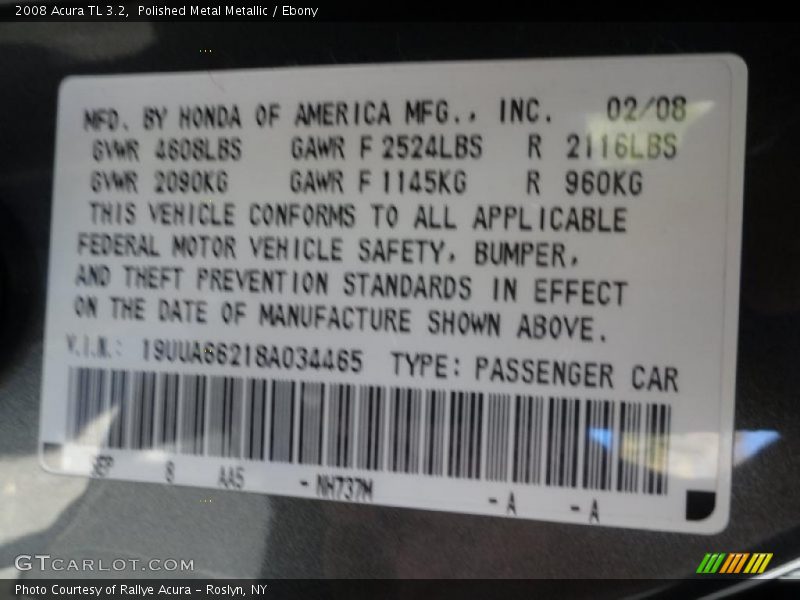 2008 Acura TL 3.2, Polished Metal Metallic / Ebony
MFD. BY HONDA OF AMERICA MFG., INC. 02/08
GVWR 4608LBS GAWR F 2524LBS R 2116LBS
GVWR 2090KG GAWR F 1145KG R 960KG
THIS VEHICLE CONFORMS TO ALL APPLICABLE
FEDERAL MOTOR VEHICLE SAFETY, BUMPER,
AND THEFT PREVENTION STANDARDS IN EFFECT
ON THE DATE OF MANUFACTURE SHOWN ABOVE.
V.I.N.: 19UUA66218A034465 TYPE: PASSENGER CAR
SEP 8 AA5 -NH737M -A -A
GTCARLOT.COM
Photo Courtesy of Rallye Acura - Roslyn, NY